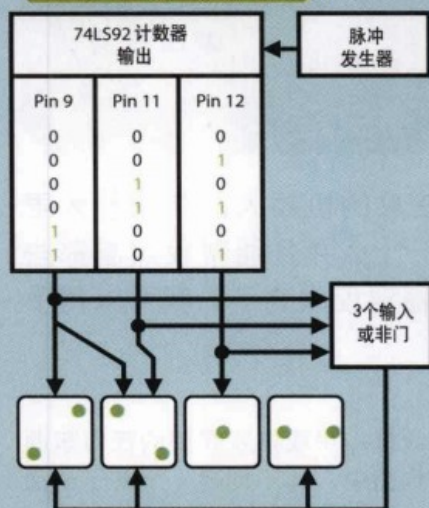 74LS92 计数器
输出
脉冲
发生器
Pin 9 Pin 11 Pin 12
0 0 0
0 0 1
0 1 0
0 1 1
1 0 0
1 0 1
3个输入
或非门